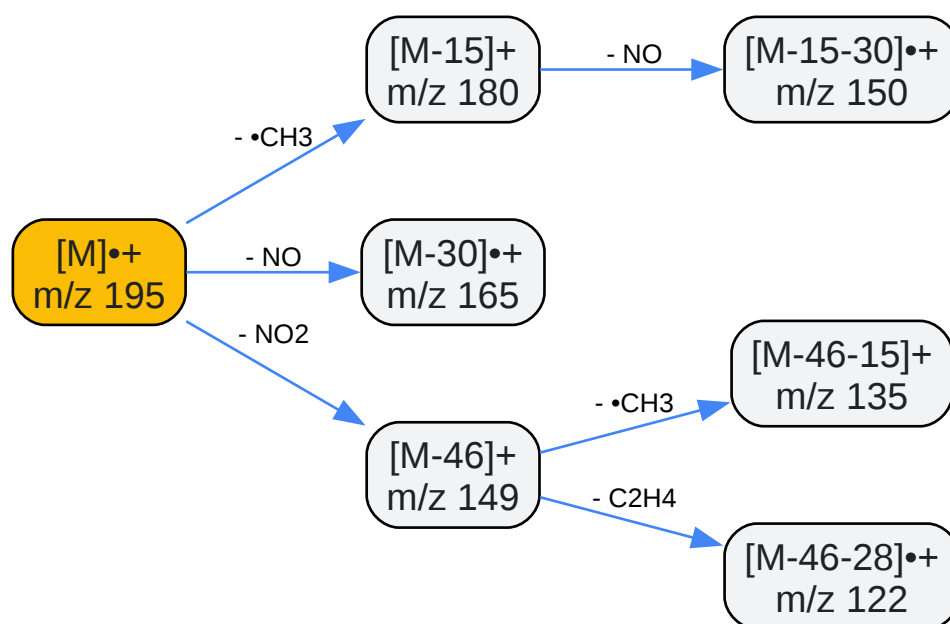 [M-15]+
m/z 180
- NO
[M-15-30]•+
m/z 150
- •CH3
[M]•+
m/z 195
- NO
[M-30]•+
m/z 165
- NO2
[M-46]+
m/z 149
- •CH3
[M-46-15]+
m/z 135
- C2H4
[M-46-28]•+
m/z 122